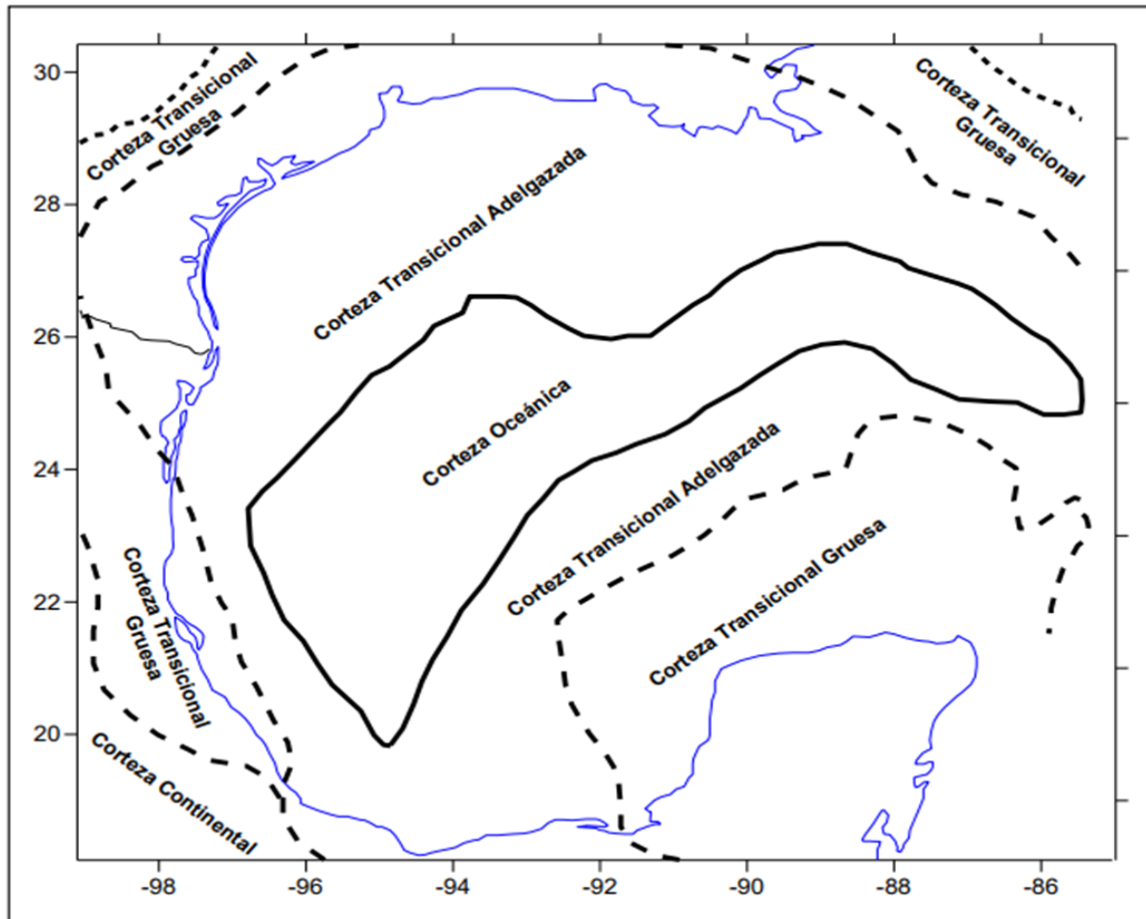 30
28
26
24
22
20
-98
-96
-94
-92
-90
-88
-86
Corteza Transicional
Gruesa
Corteza Transicional
Gruesa
Corteza Transicional Adelgazada
Corteza Oceánica
Corteza Transicional Adelgazada
Corteza Transicional Gruesa
Corteza Transicional
Gruesa
Corteza Continental